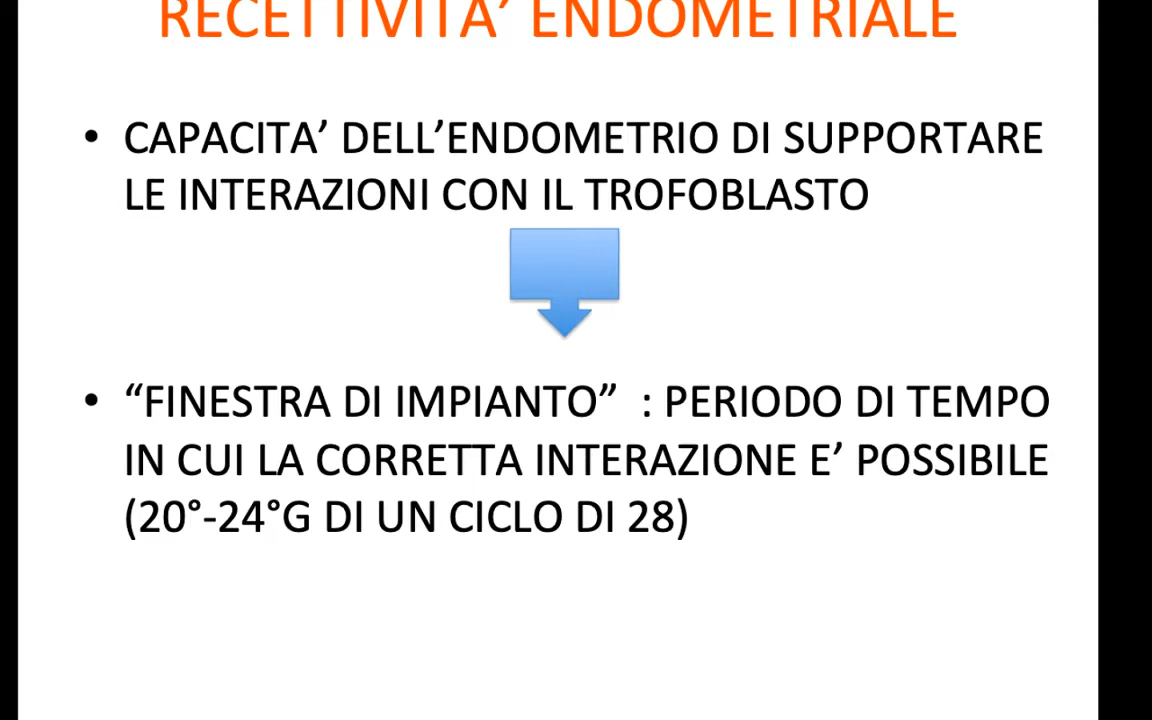 RECETTIVITA’ ENDOMETRIALE
• CAPACITA’ DELL’ENDOMETRIO DI SUPPORTARE
LE INTERAZIONI CON IL TROFOBLASTO
• “FINESTRA DI IMPIANTO”  : PERIODO DI TEMPO
IN CUI LA CORRETTA INTERAZIONE E’ POSSIBILE
(20°-24°G DI UN CICLO DI 28)